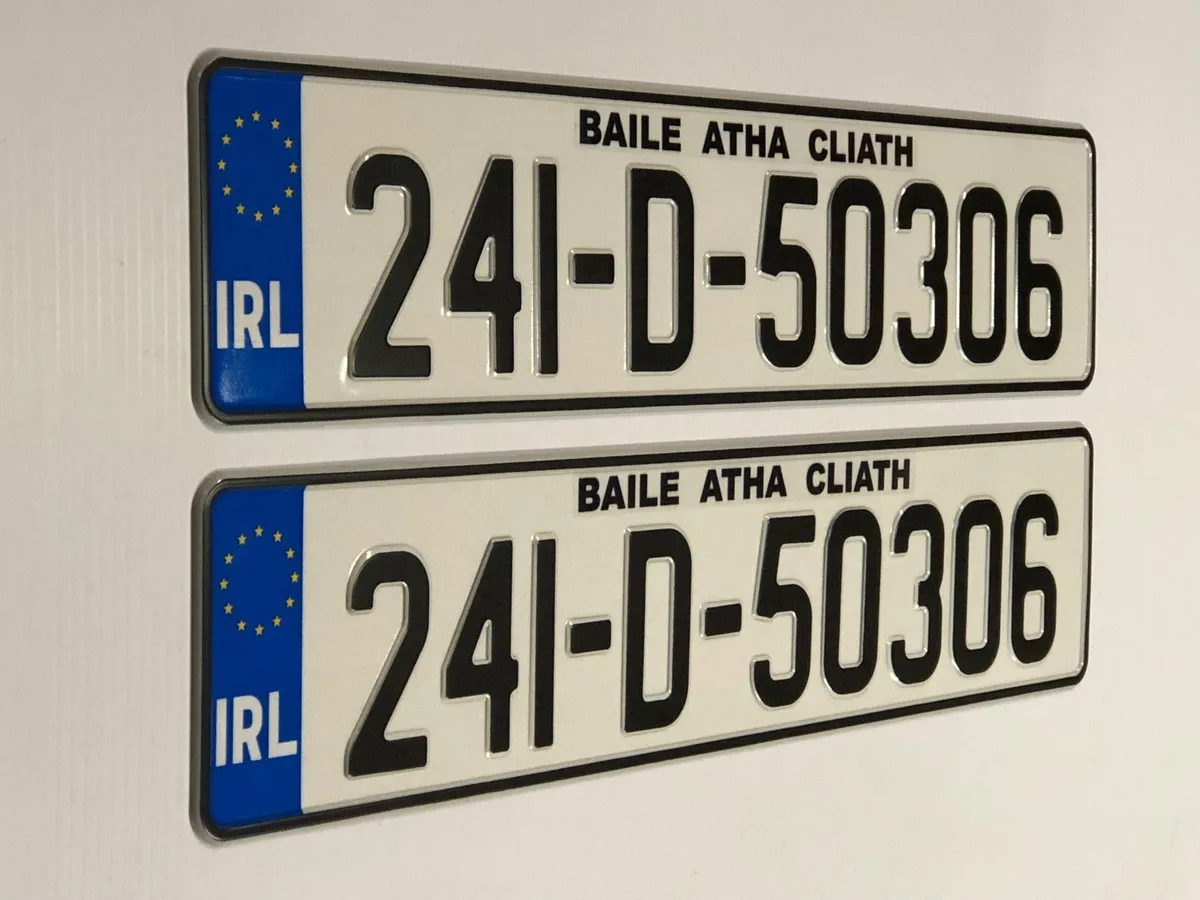 BAILE ATHA CLIATH
IRL 241-D-50306
BAILE ATHA CLIATH
IRL 241-D-50306